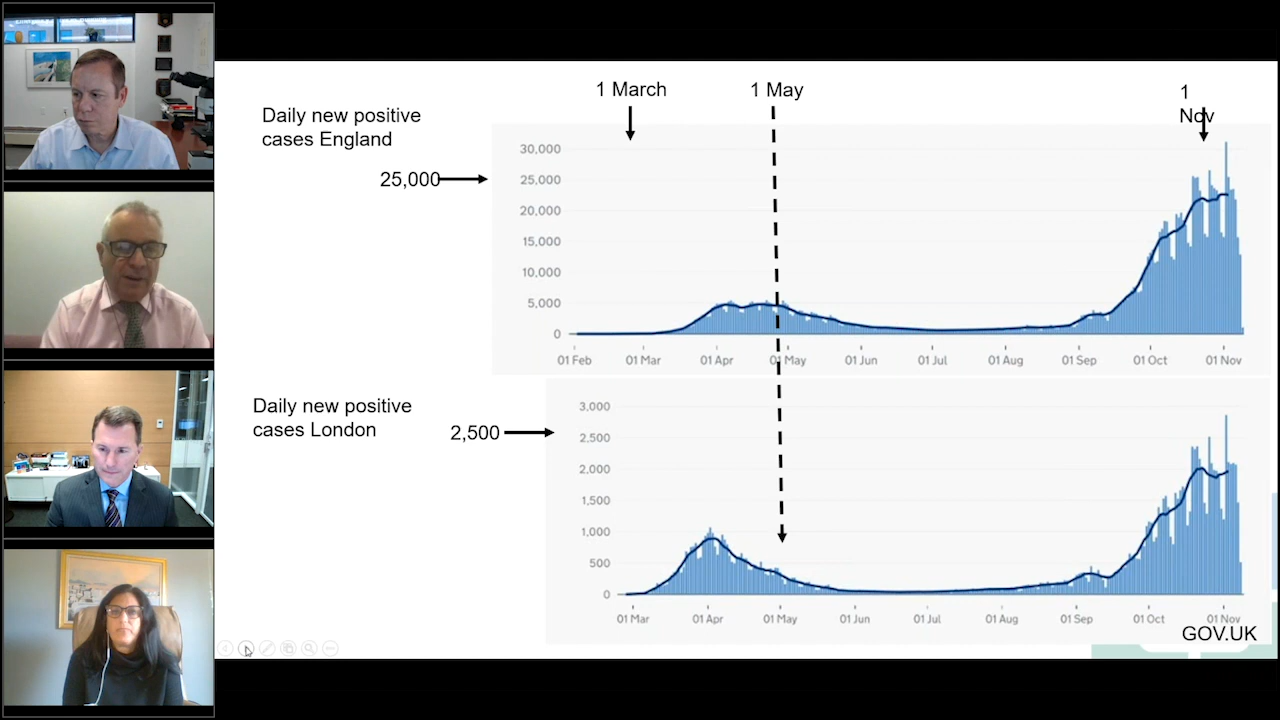 1 March
1 May
1
Nov
Daily new positive
cases England
25,000
30,000
25,000
20,000
15,000
10,000
5,000
0
01 Feb
01 Mar
01 Apr
01 May
01 Jun
01 Jul
01 Aug
01 Sep
01 Oct
01 Nov
Daily new positive
cases London
2,500
3,000
2,500
2,000
1,500
1,000
500
0
01 Mar
01 Apr
01 May
01 Jun
01 Jul
01 Aug
01 Sep
01 Oct
01 Nov
GOV.UK